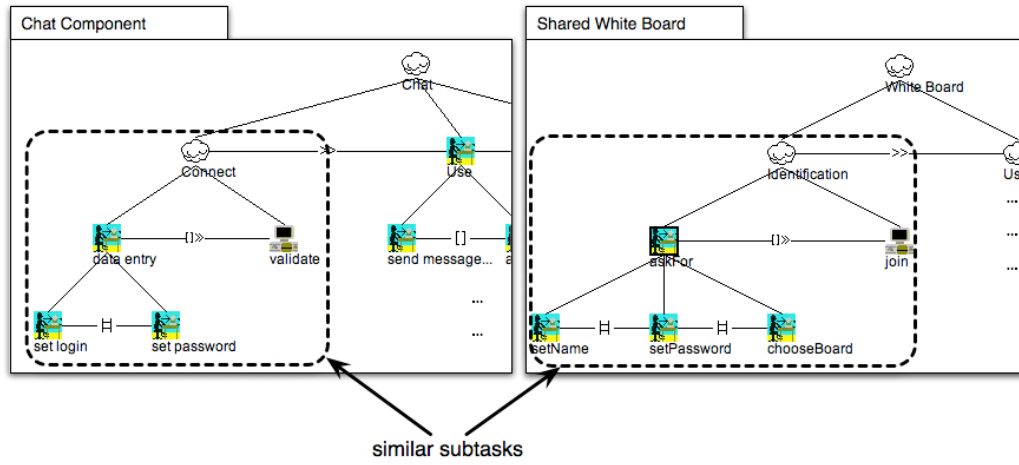 Chat Component
Shared White Board
Chat
White Board
>>
Connect
Use
>>
Identification
Us
...
[]>>
data entry
validate
[]
send message...
a
...
[]>>
askFor
join
...
...
|=|
set login
set password
...
|=|
|=|
setName
setPassword
chooseBoard
similar subtasks